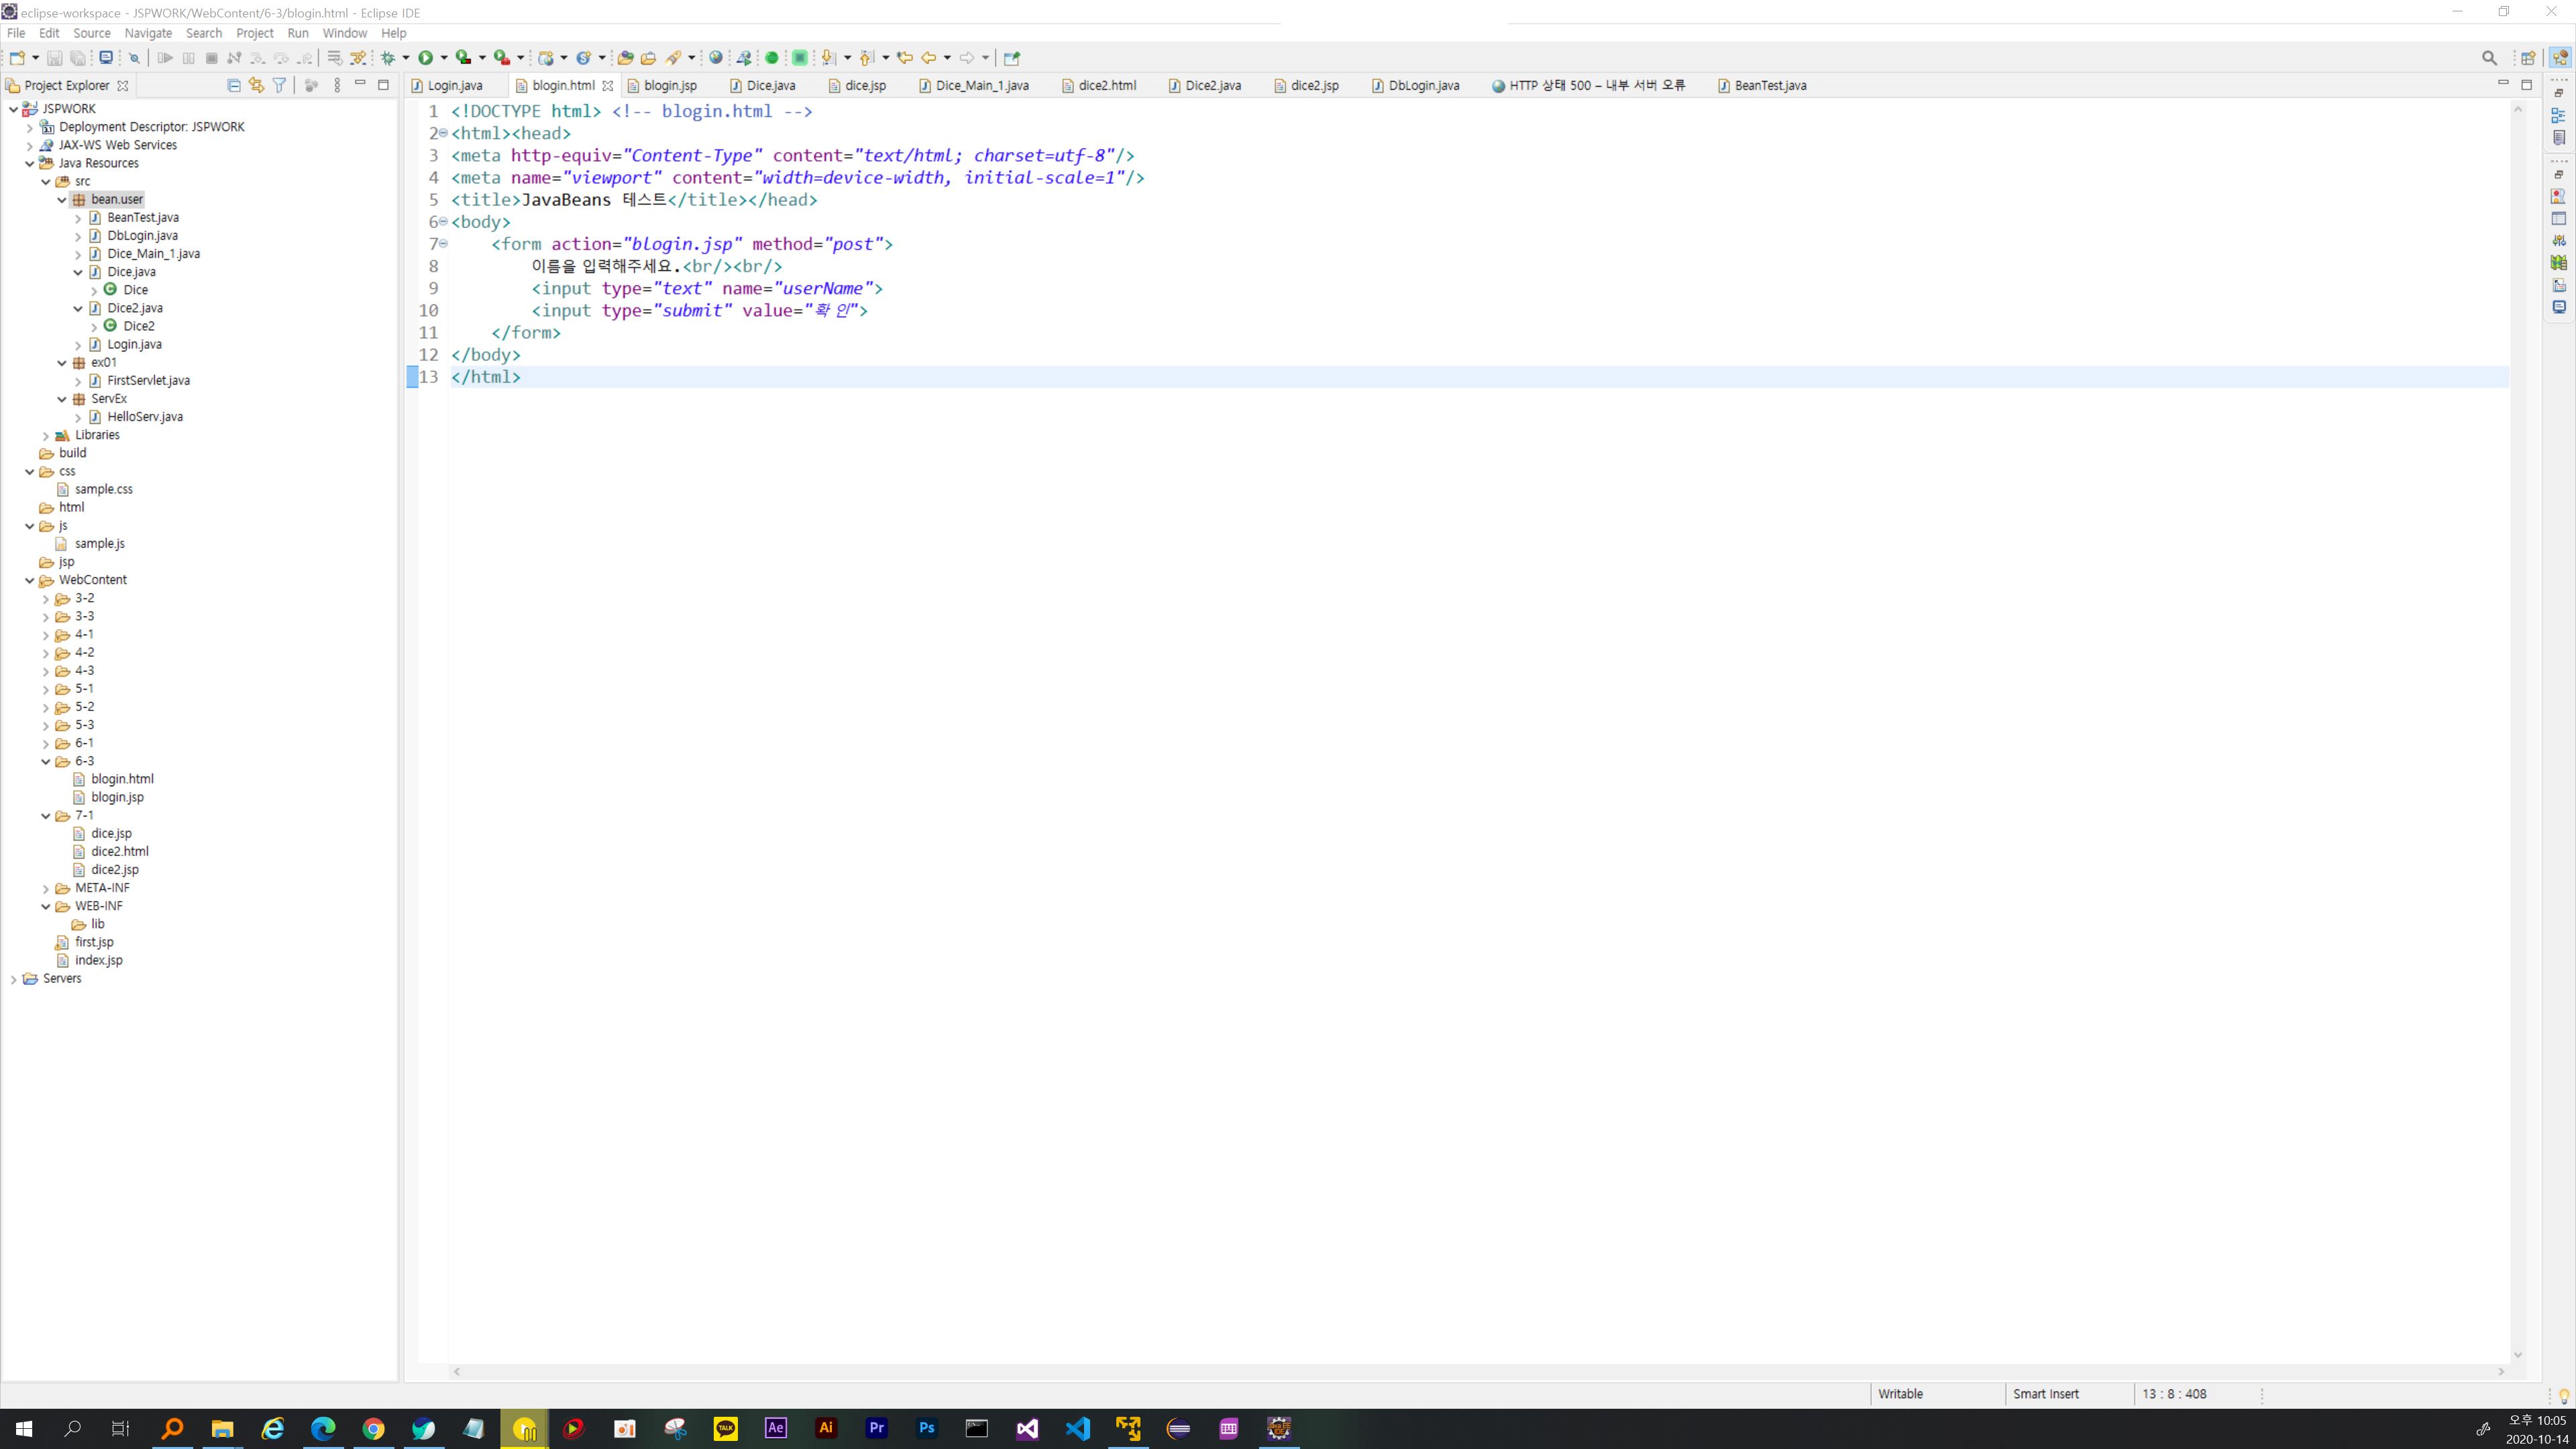 eclipse-workspace - JSPWORK/WebContent/6-3/blogin.html - Eclipse IDE
File Edit Source Navigate Search Project Run Window Help
Project Explorer
Login.java blogin.html blogin.jsp Dice.java dice.jsp Dice_Main_1.java dice2.html Dice2.java dice2.jsp DbLogin.java HTTP 상태 500 – 내부 서버 오류 BeanTest.java
JSPWORK
Deployment Descriptor: JSPWORK
JAX-WS Web Services
Java Resources
src
bean.user
BeanTest.java
DbLogin.java
Dice_Main_1.java
Dice.java
Dice
Dice2.java
Dice2
Login.java
ex01
FirstServlet.java
ServEx
HelloServ.java
Libraries
build
css
sample.css
html
js
sample.js
jsp
WebContent
3-2
3-3
4-1
4-2
4-3
5-1
5-2
5-3
6-1
6-3
blogin.html
blogin.jsp
7-1
dice.jsp
dice2.html
dice2.jsp
META-INF
WEB-INF
lib
first.jsp
index.jsp
Servers
1 <!DOCTYPE html> <!-- blogin.html -->
2 <html><head>
3 <meta http-equiv="Content-Type" content="text/html; charset=utf-8"/>
4 <meta name="viewport" content="width=device-width, initial-scale=1"/>
5 <title>JavaBeans 테스트</title></head>
6 <body>
7 <form action="blogin.jsp" method="post">
8 이름을 입력해주세요.<br/><br/>
9 <input type="text" name="userName">
10 <input type="submit" value="확 인">
11 </form>
12 </body>
13 </html>
Writable Smart Insert 13 : 8 : 408
TALK Ae Ai Pr Ps
오후 10:05
2020-10-14